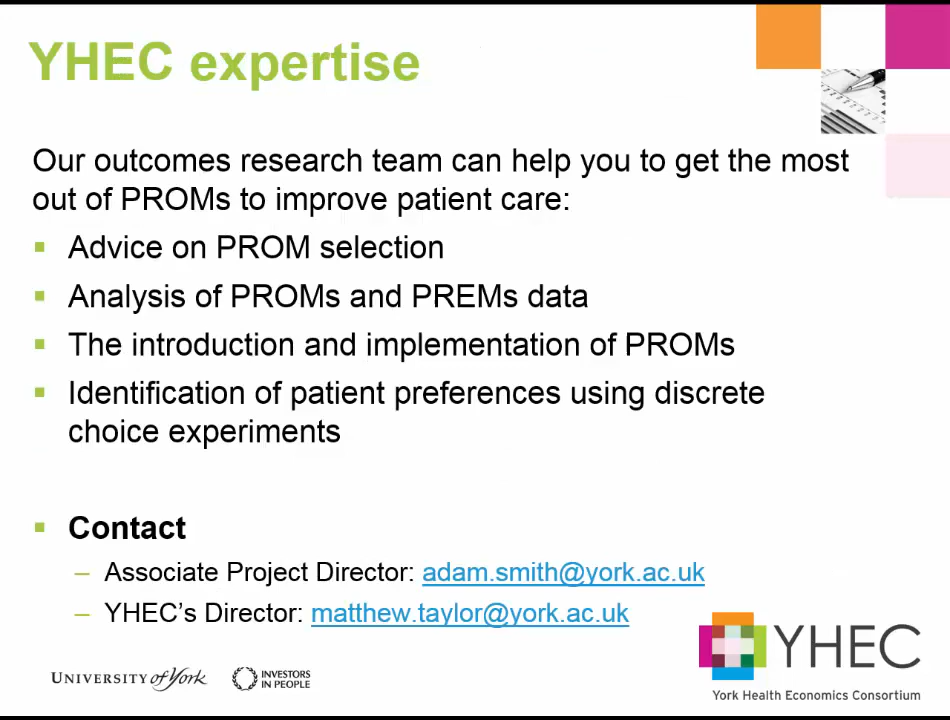 YHEC expertise
Our outcomes research team can help you to get the most
out of PROMs to improve patient care:
▪ Advice on PROM selection
▪ Analysis of PROMs and PREMs data
▪ The introduction and implementation of PROMs
▪ Identification of patient preferences using discrete
choice experiments
▪ Contact
– Associate Project Director: adam.smith@york.ac.uk
– YHEC’s Director: matthew.taylor@york.ac.uk
UNIVERSITY of York
INVESTORS
IN PEOPLE
YHEC
York Health Economics Consortium